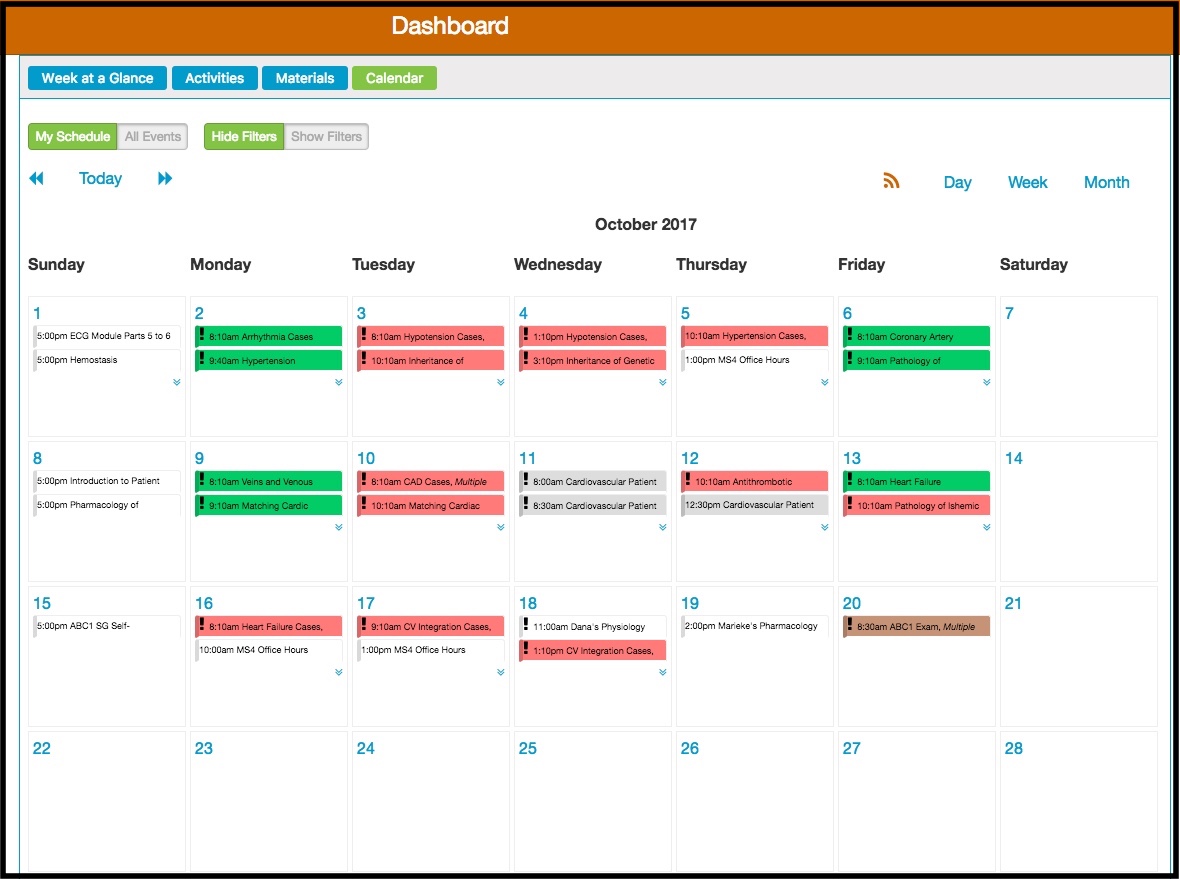 Dashboard
Week at a Glance Activities Materials Calendar
My Schedule All Events Hide Filters Show Filters
Today Day Week Month
October 2017
Sunday Monday Tuesday Wednesday Thursday Friday Saturday
1 2 3 4 5 6 7
5:00pm ECG Module Parts 5 to 6 ! 8:10am Arrhythmia Cases ! 8:10am Hypotension Cases, ! 1:10pm Hypotension Cases, 10:10am Hypertension Cases, ! 8:10am Coronary Artery
5:00pm Hemostasis ! 9:40am Hypertension ! 10:10am Inheritance of ! 3:10pm Inheritance of Genetic 1:00pm MS4 Office Hours ! 9:10am Pathology of
8 9 10 11 12 13 14
5:00pm Introduction to Patient ! 8:10am Veins and Venous ! 8:10am CAD Cases, Multiple ! 8:00am Cardiovascular Patient ! 10:10am Antithrombotic ! 8:10am Heart Failure
5:00pm Pharmacology of ! 9:10am Matching Cardic ! 10:10am Matching Cardiac ! 8:30am Cardiovascular Patient 12:30pm Cardiovascular Patient ! 10:10am Pathology of Ishemic
15 16 17 18 19 20 21
5:00pm ABC1 SG Self- ! 8:10am Heart Failure Cases, ! 9:10am CV Integration Cases, ! 11:00am Dana's Physiology 2:00pm Marieke's Pharmacology ! 8:30am ABC1 Exam, Multiple
10:00am MS4 Office Hours 1:00pm MS4 Office Hours ! 1:10pm CV Integration Cases,
22 23 24 25 26 27 28